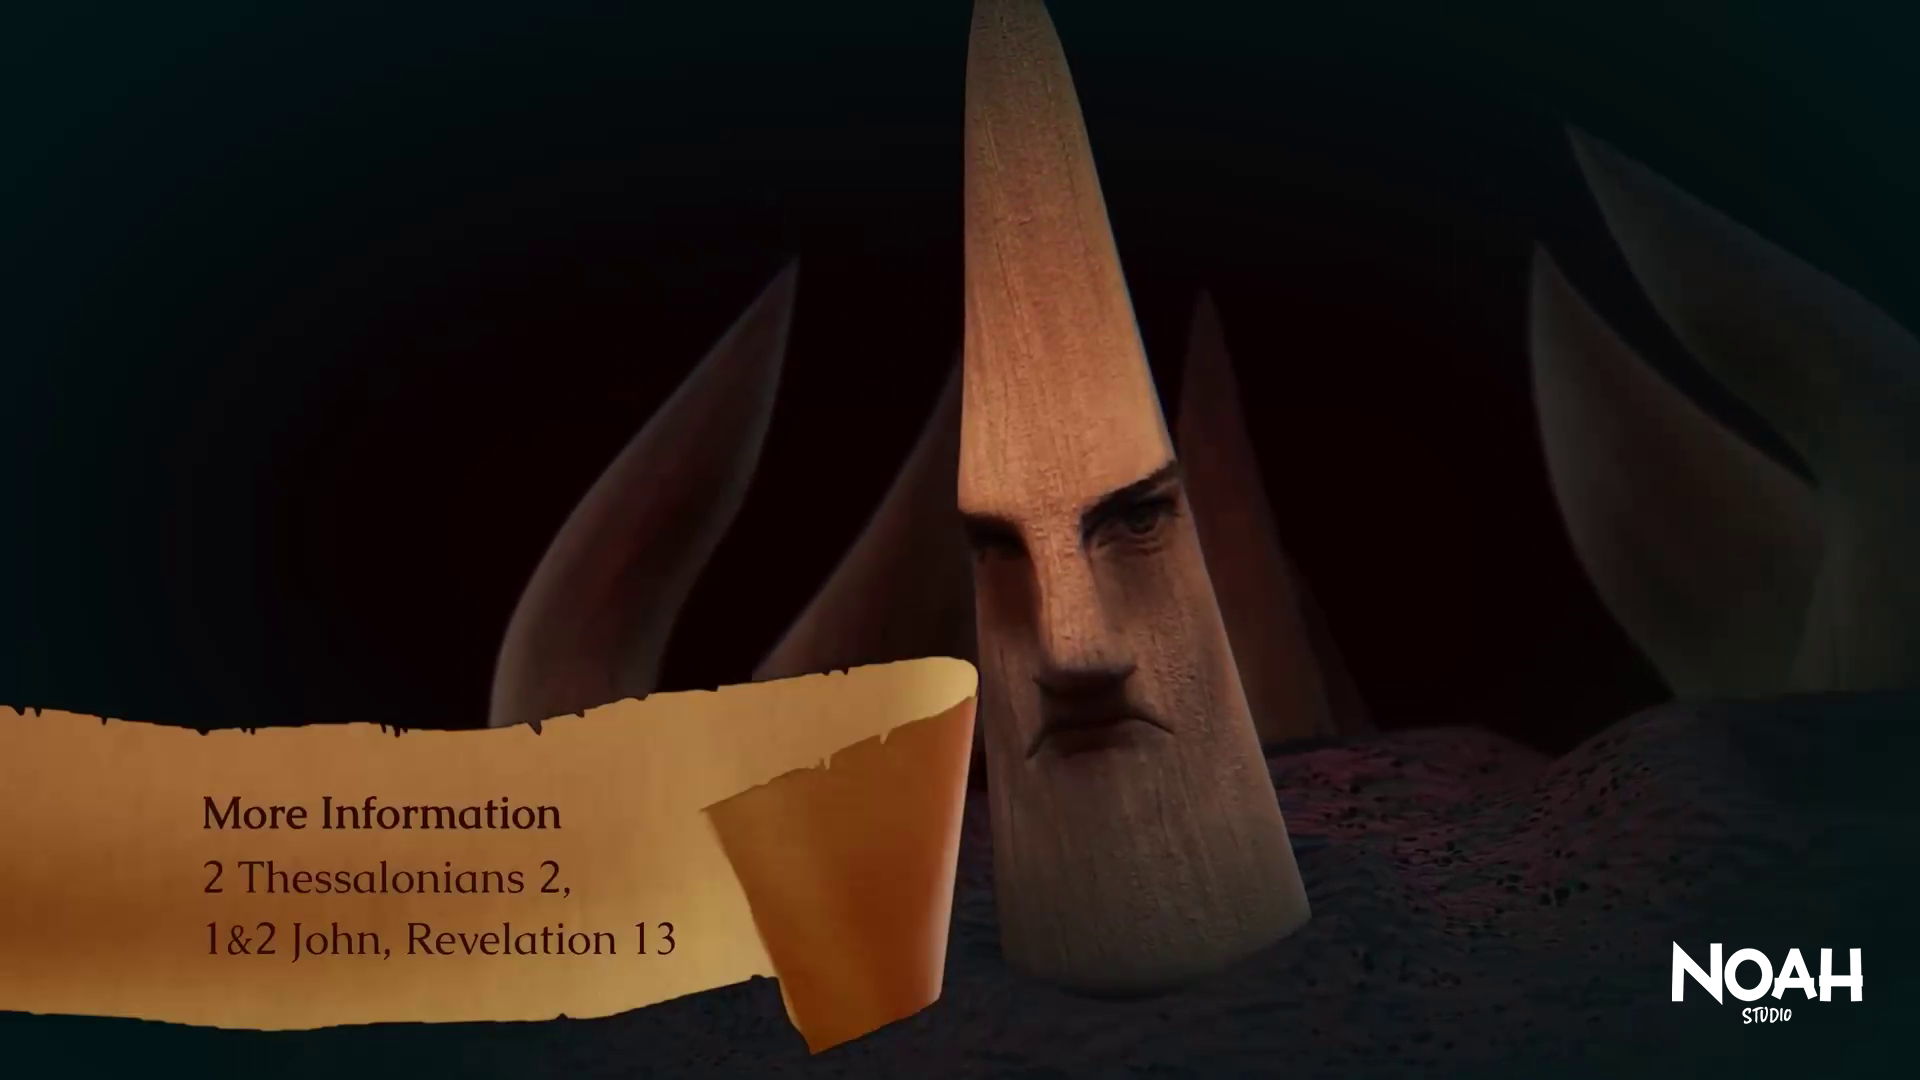 More Information
2 Thessalonians 2,
1&2 John, Revelation 13
NOAH
STUDIO